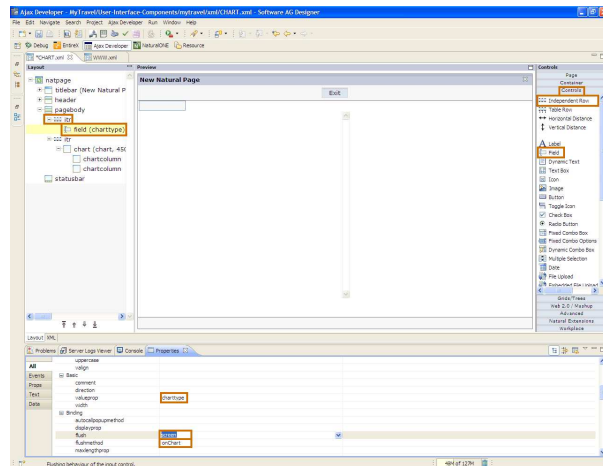 Ajax Developer - MyTravel/User-Interface-Components/mytravel/xml/CHART.xml - Software AG Designer
File Edit Navigate Search Project Ajax Developer Run Window Help
Debug EntireX Ajax Developer NaturalONE Resource
*CHART.xml WWW.xml
Layout
natpage
titlebar (New Natural P
header
pagebody
itr
field (charttype)
itr
chart (chart, 450
chartcolumn
chartcolumn
statusbar
Layout XML
Preview
New Natural Page
Exit
Controls
Page
Container
Controls
Independent Row
Table Row
Horizontal Distance
Vertical Distance
Label
Field
Dynamic Text
Text Box
Icon
Image
Button
Toggle Icon
Check Box
Radio Button
Fixed Combo Box
Fixed Combo Options
Dynamic Combo Box
Multiple Selection
Date
File Upload
Embedded File Upload
Grids/Trees
Web 2.0 / Mashup
Advanced
Natural Extensions
Workplace
Problems Server Logs Viewer Console Properties
All
Events
Props
Text
Data
uppercase
valign
Basic
comment
direction
valueprop charttype
width
Binding
autocallpopupmethod
displayprop
flush screen
flushmethod onChart
maxlengthprop
Flushing behaviour of the input control.
48M of 127M